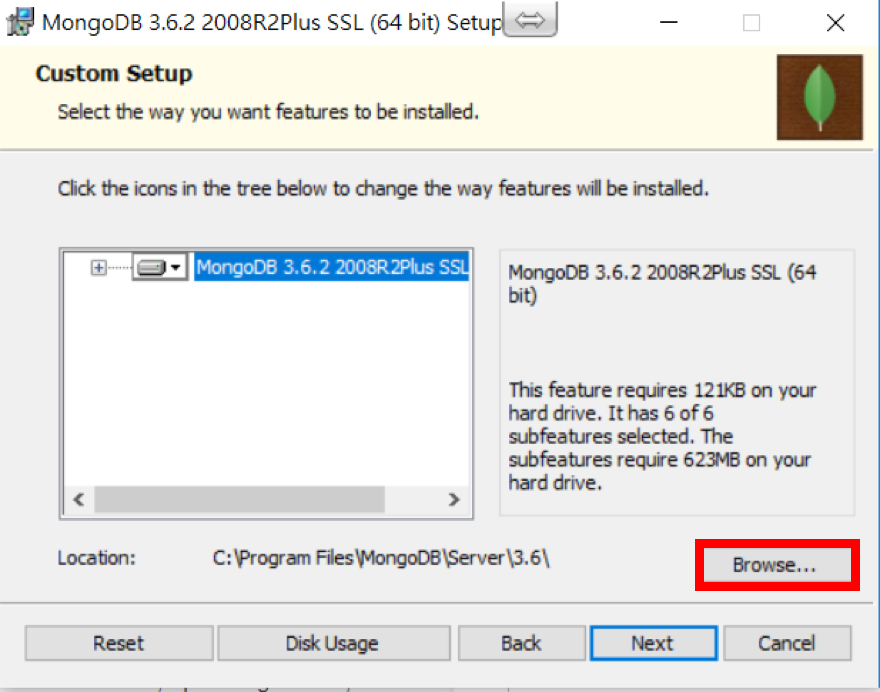 MongoDB 3.6.2 2008R2Plus SSL (64 bit) Setup
Custom Setup
Select the way you want features to be installed.
Click the icons in the tree below to change the way features will be installed.
MongoDB 3.6.2 2008R2Plus SSL
MongoDB 3.6.2 2008R2Plus SSL (64
bit)
This feature requires 121KB on your
hard drive. It has 6 of 6
subfeatures selected. The
subfeatures require 623MB on your
hard drive.
Location: C:\Program Files\MongoDB\Server\3.6\
Browse...
Reset Disk Usage Back Next Cancel